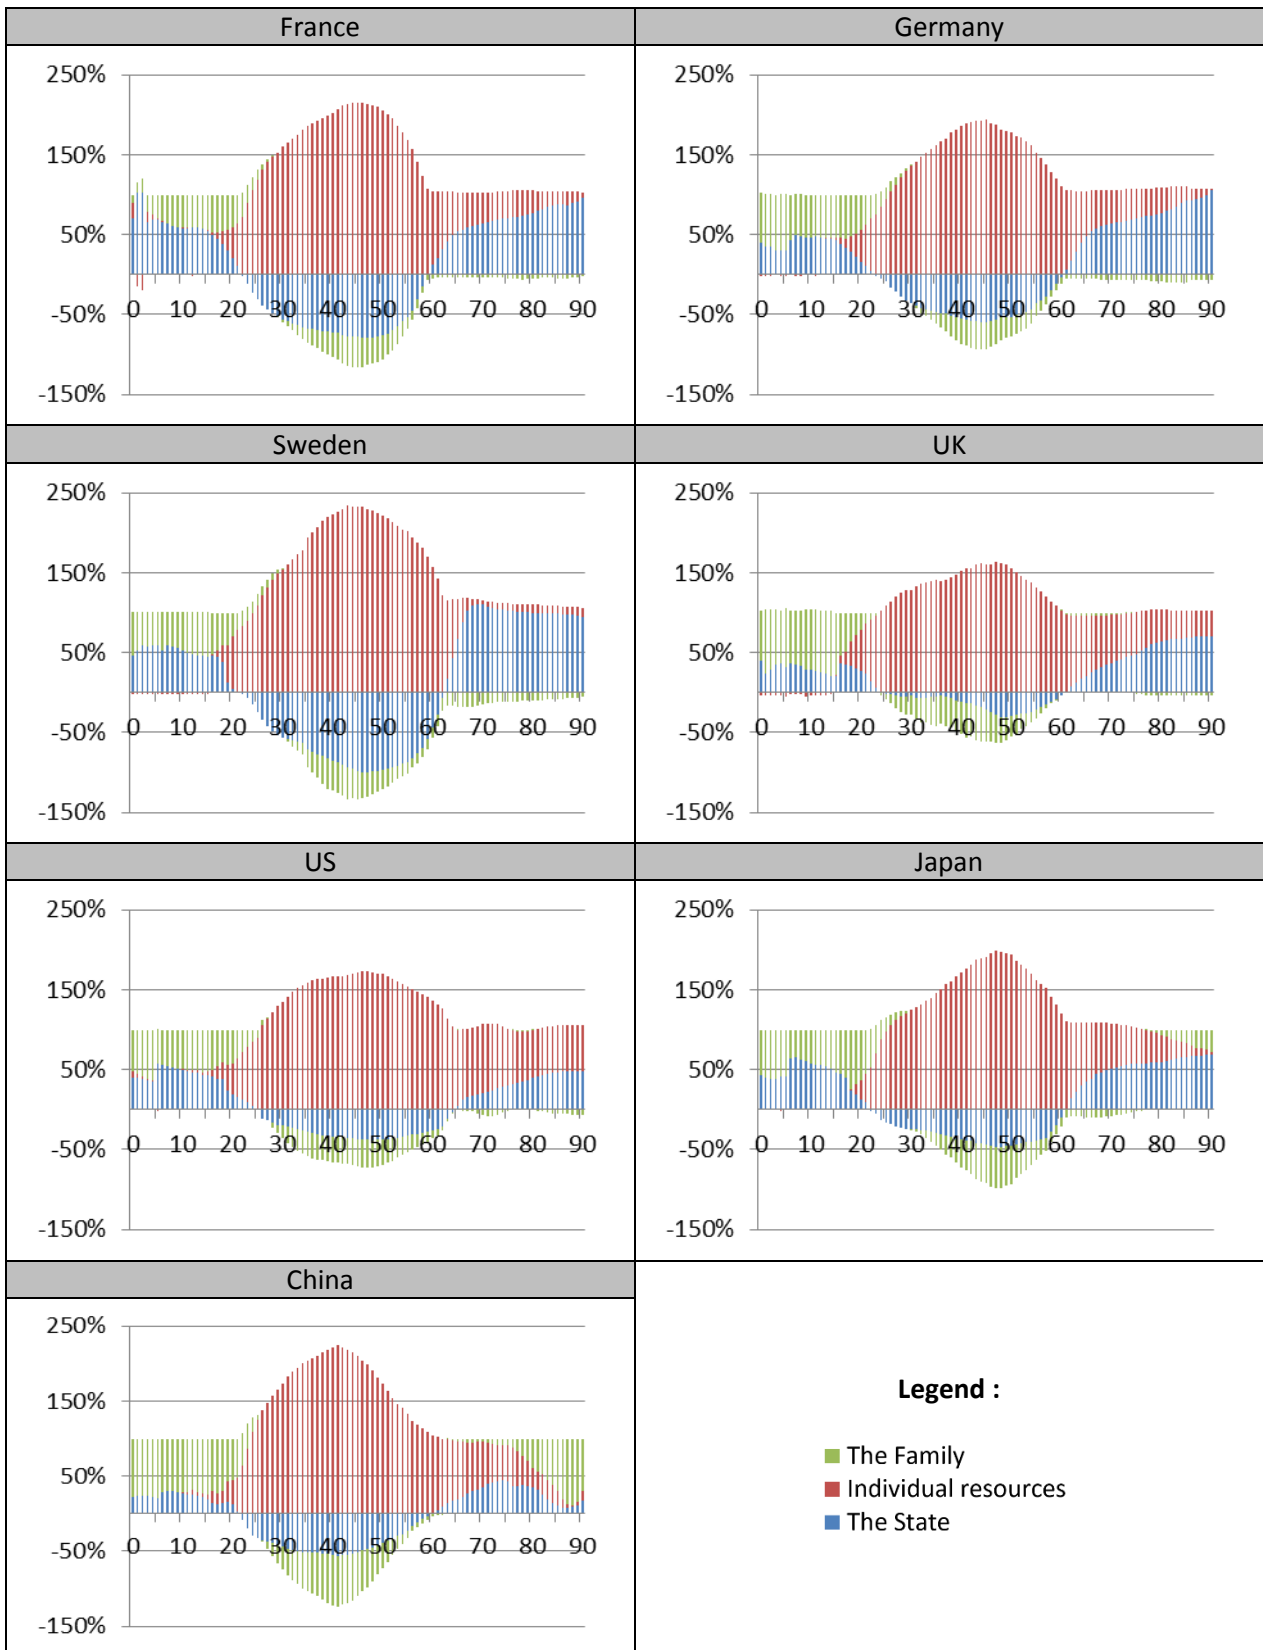 France Germany
250% 250%
150% 150%
50% 50%
-50% 0 10 20 30 40 50 60 70 80 90 -50% 0 10 20 30 40 50 60 70 80 90
-150% -150%
Sweden UK
250% 250%
150% 150%
50% 50%
-50% 0 10 20 30 40 50 60 70 80 90 -50% 0 10 20 30 40 50 60 70 80 90
-150% -150%
US Japan
250% 250%
150% 150%
50% 50%
-50% 0 10 20 30 40 50 60 70 80 90 -50% 0 10 20 30 40 50 60 70 80 90
-150% -150%
China
250%
150%
50%
-50% 0 10 20 30 40 50 60 70 80 90
-150%
Legend :
The Family
Individual resources
The State